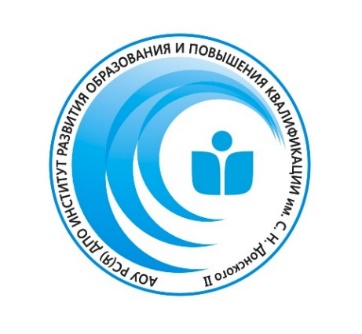 АОУ РС(Я) ДПО ИНСТИТУТ РАЗВИТИЯ ОБРАЗОВАНИЯ И ПОВЫШЕНИЯ КВАЛИФИКАЦИИ им. С. Н. Донского II